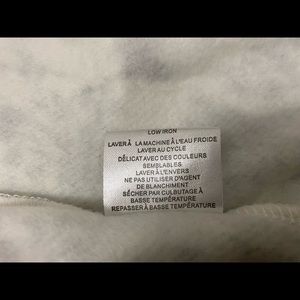 LOW IRON
LAVER À LA MACHINE À L'EAU FROIDE
LAVER AU CYCLE
DÉLICAT AVEC DES COULEURS
SEMBLABLES
LAVER À L'ENVERS
NE PAS UTILISER D'AGENT
DE BLANCHIMENT
SÉCHER PAR CULBUTAGE À
BASSE TEMPÉRATURE
REPASSER À BASSE TEMPÉRATURE